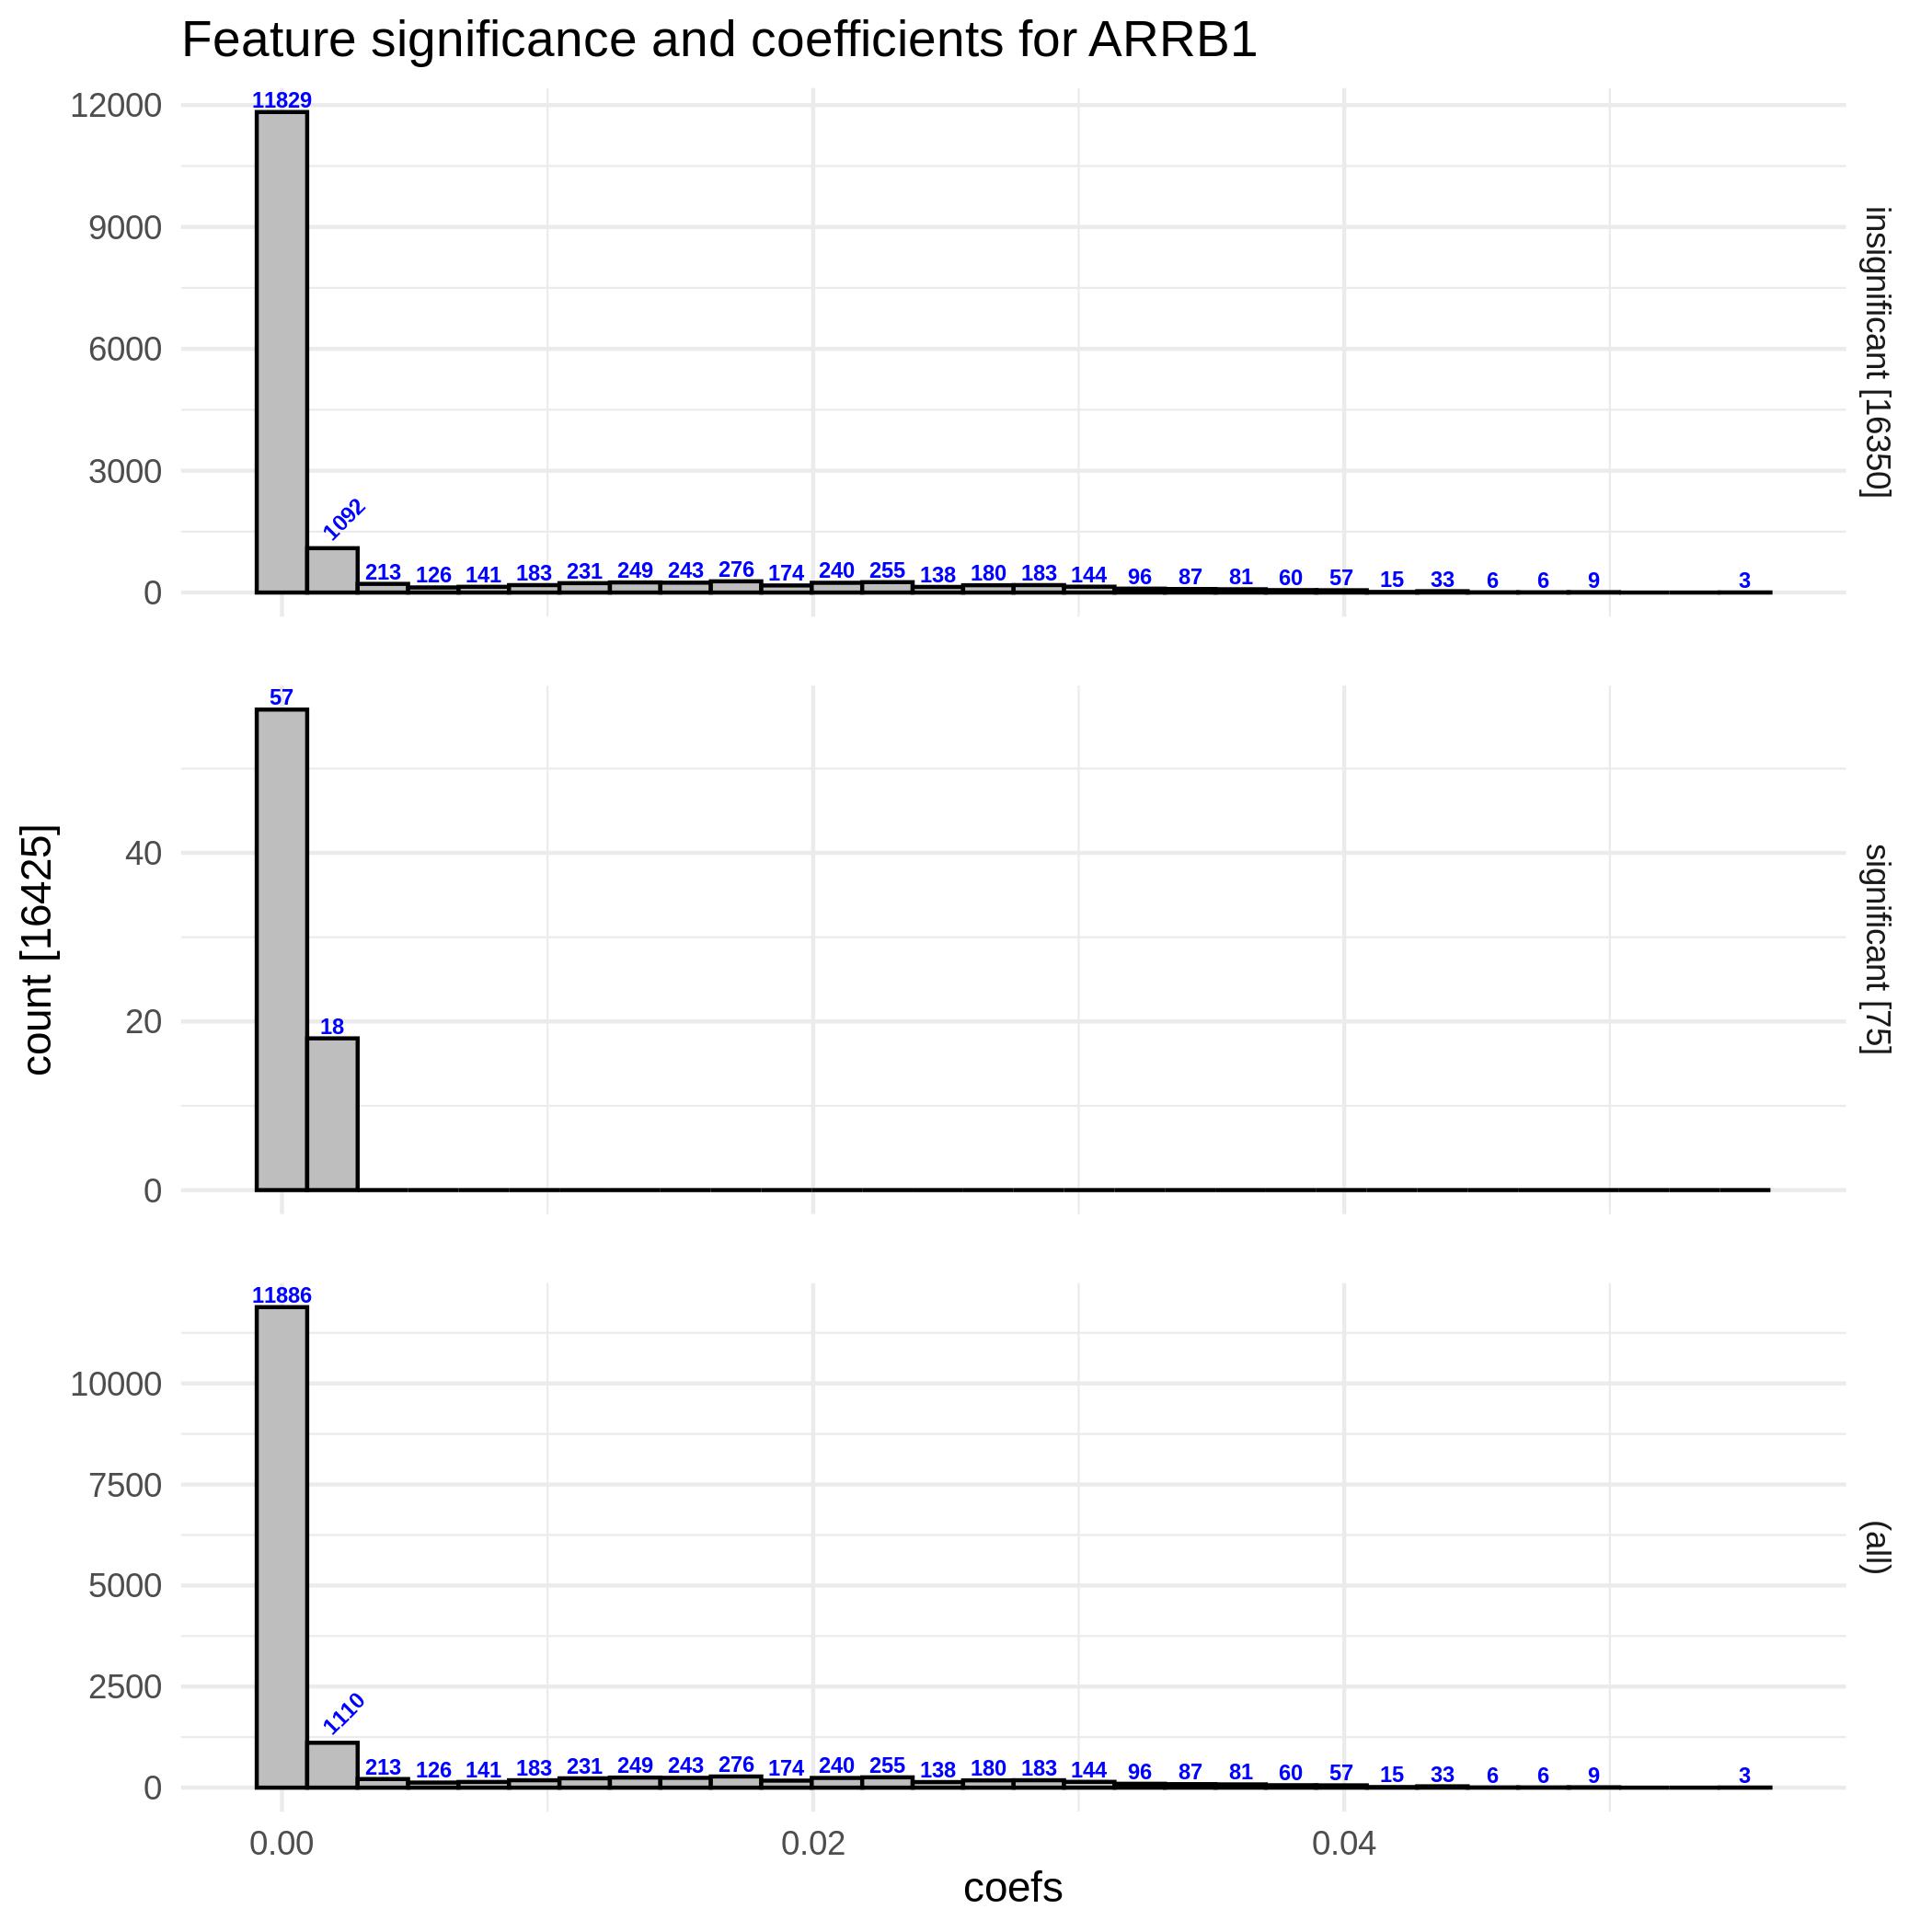 Feature significance and coefficients for ARRB1
count [16425]
12000
9000
6000
3000
0
11829
1092
213 126 141 183 231 249 243 276 174 240 255 138 180 183 144 96 87 81 60 57 15 33 6 6 9 3
insignificant [16350]
40
20
0
57
18
significant [75]
10000
7500
5000
2500
0
11886
1110
213 126 141 183 231 249 243 276 174 240 255 138 180 183 144 96 87 81 60 57 15 33 6 6 9 3
(all)
0.00 0.02 0.04
coefs